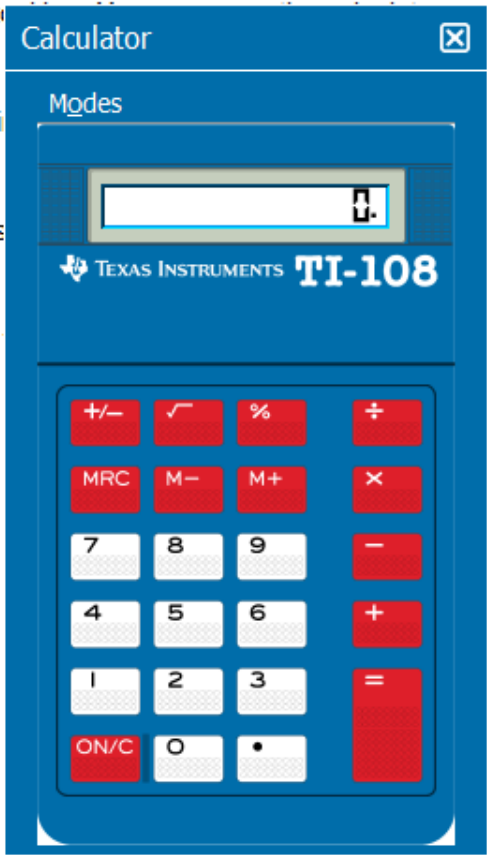 Calculator
Modes
0.
TEXAS INSTRUMENTS TI-108
+/− √ % ÷
MRC M− M+ ×
7 8 9 −
4 5 6 +
1 2 3 =
ON/C 0 •